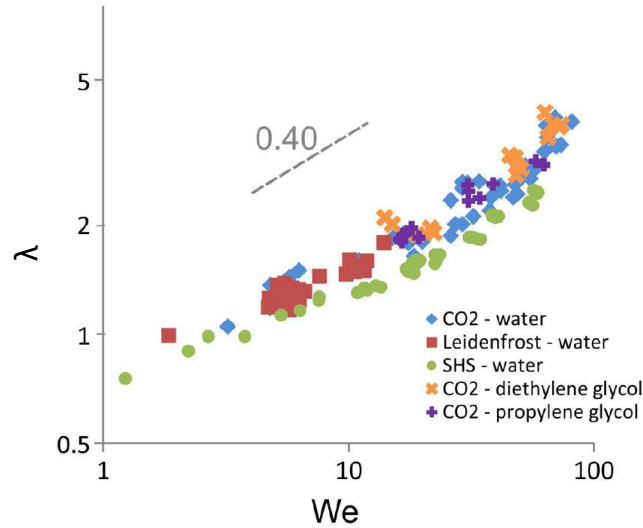 5
0.40
2
λ
1
0.5
CO2 - water
Leidenfrost - water
SHS - water
CO2 - diethylene glycol
CO2 - propylene glycol
1
10
100
We